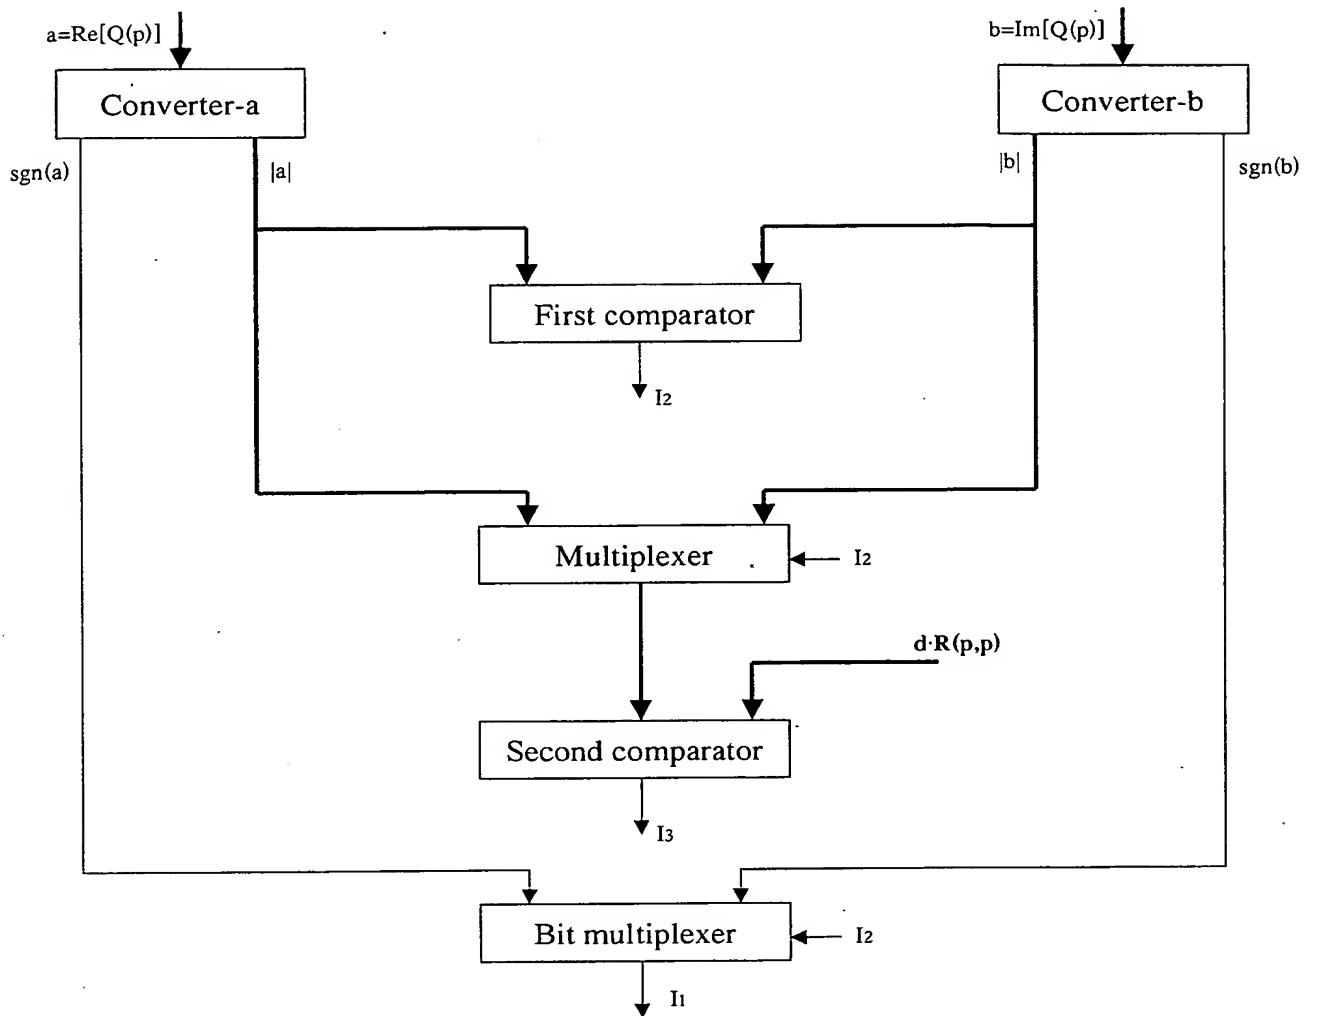 a=Re[Q(p)]
b=Im[Q(p)]
Converter-a
Converter-b
sgn(a)
|a|
|b|
sgn(b)
First comparator
I2
Multiplexer
I2
d·R(p,p)
Second comparator
I3
Bit multiplexer
I2
I1